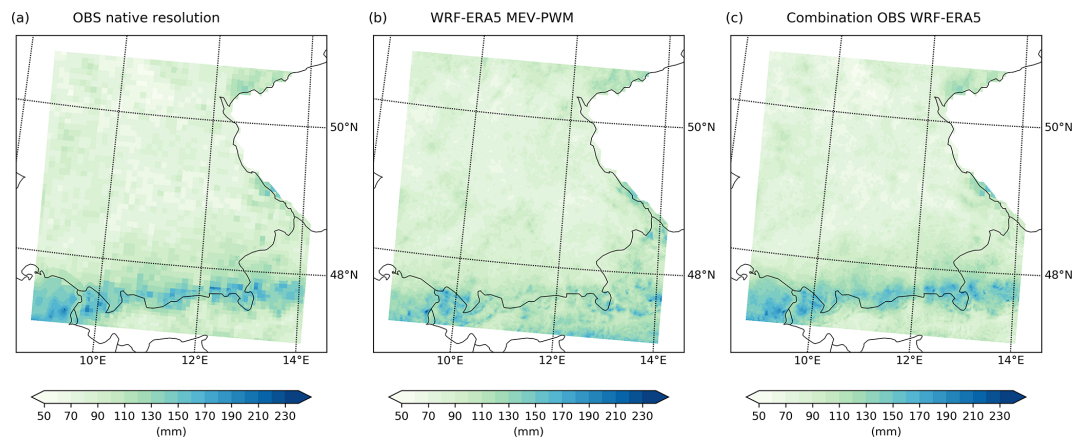 (a) OBS native resolution (b) WRF-ERA5 MEV-PWM (c) Combination OBS WRF-ERA5
50°N 50°N 50°N
48°N 48°N 48°N
10°E 12°E 14°E 10°E 12°E 14°E 10°E 12°E 14°E
50 70 90 110 130 150 170 190 210 230 50 70 90 110 130 150 170 190 210 230 50 70 90 110 130 150 170 190 210 230
(mm) (mm) (mm)